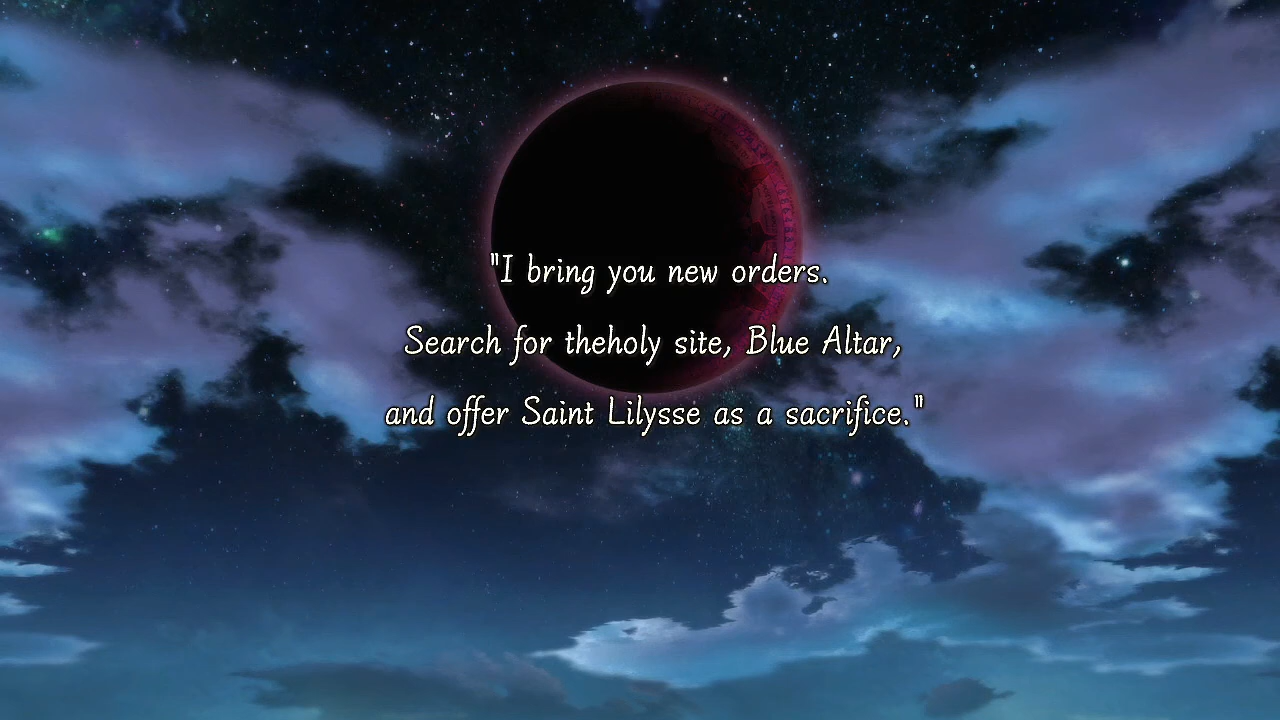 "I bring you new orders.
Search for theholy site, Blue Altar,
and offer Saint Lilysse as a sacrifice."